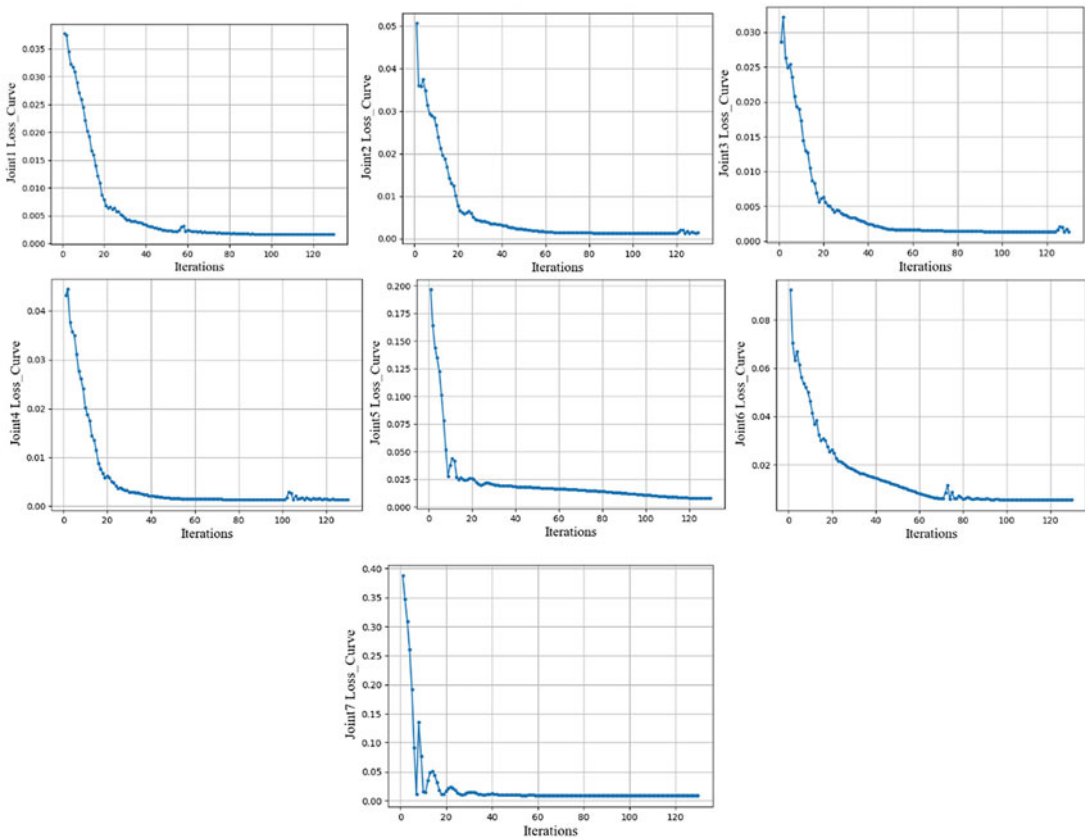 Joint1 Loss_Curve
0.035
0.030
0.025
0.020
0.015
0.010
0.005
0.000
0 20 40 60 80 100 120
Iterations
Joint2 Loss_Curve
0.05
0.04
0.03
0.02
0.01
0.00
0 20 40 60 80 100 120
Iterations
Joint3 Loss_Curve
0.030
0.025
0.020
0.015
0.010
0.005
0.000
0 20 40 60 80 100 120
Iterations
Joint4 Loss_Curve
0.04
0.03
0.02
0.01
0.00
0 20 40 60 80 100 120
Iterations
Joint5 Loss_Curve
0.200
0.175
0.150
0.125
0.100
0.075
0.050
0.025
0.000
0 20 40 60 80 100 120
Iterations
Joint6 Loss_Curve
0.08
0.06
0.04
0.02
0 20 40 60 80 100 120
Iterations
Joint7 Loss_Curve
0.40
0.35
0.30
0.25
0.20
0.15
0.10
0.05
0.00
0 20 40 60 80 100 120
Iterations